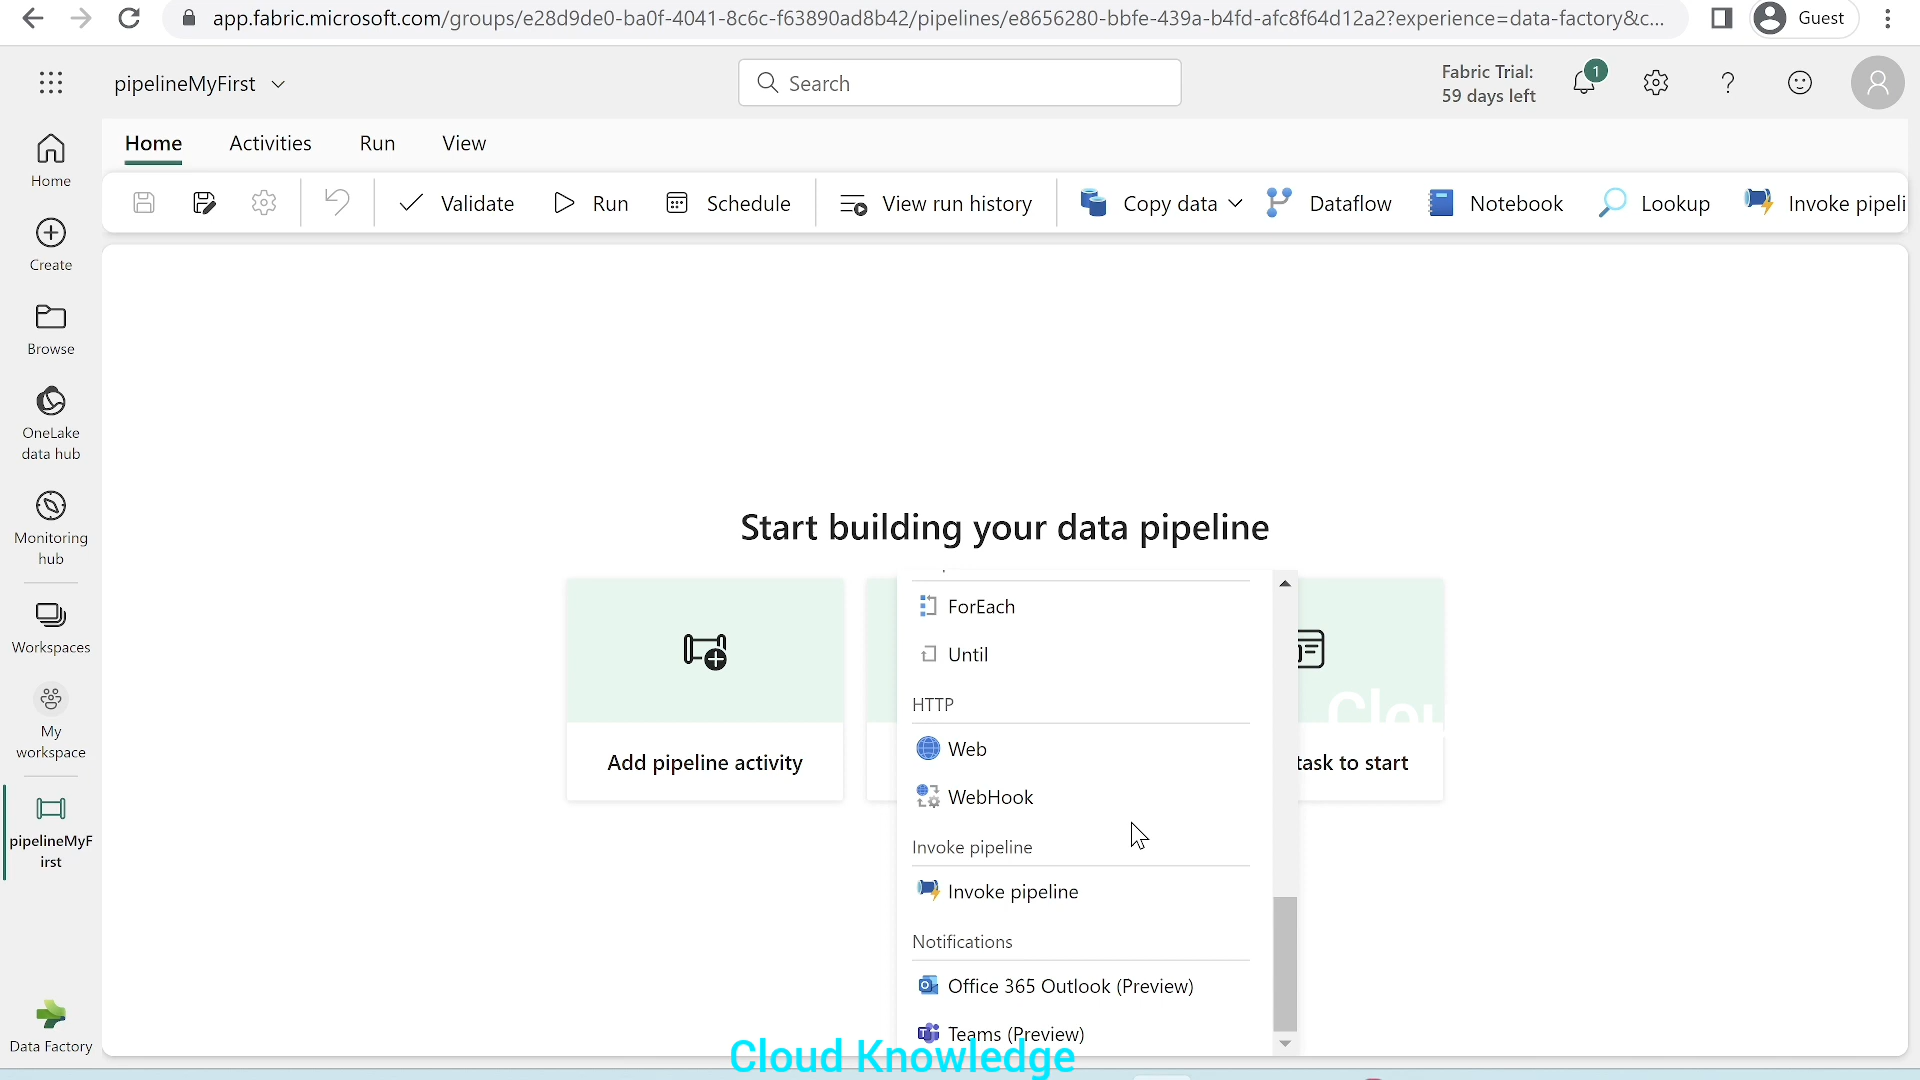 app.fabric.microsoft.com/groups/e28d9de0-ba0f-4041-8c6c-f63890ad8b42/pipelines/e8656280-bbfe-439a-b4fd-afc8f64d12a2?experience=data-factory&c...
Guest
pipelineMyFirst
Search
Fabric Trial:
59 days left
1
Home Activities Run View
Validate Run Schedule View run history Copy data Dataflow Notebook Lookup Invoke pipeli
Home
Create
Browse
OneLake
data hub
Monitoring
hub
Workspaces
My
workspace
pipelineMyF
irst
Data Factory
Start building your data pipeline
Add pipeline activity
task to start
Clou
ForEach
Until
HTTP
Web
WebHook
Invoke pipeline
Invoke pipeline
Notifications
Office 365 Outlook (Preview)
Teams (Preview)
Cloud Knowledge